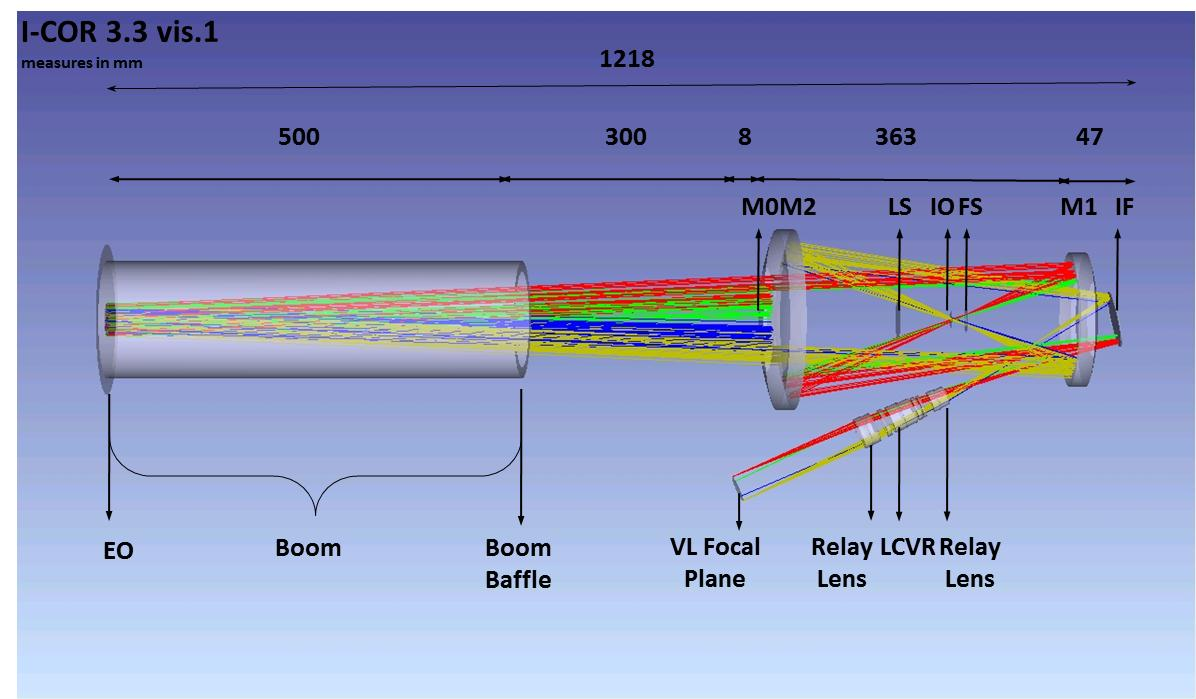 I-COR 3.3 vis.1
measures in mm
1218
500 300 8 363 47
M0M2 LS IO FS M1 IF
EO Boom Boom VL Focal Relay LCVR Relay
Baffle Plane Lens Lens